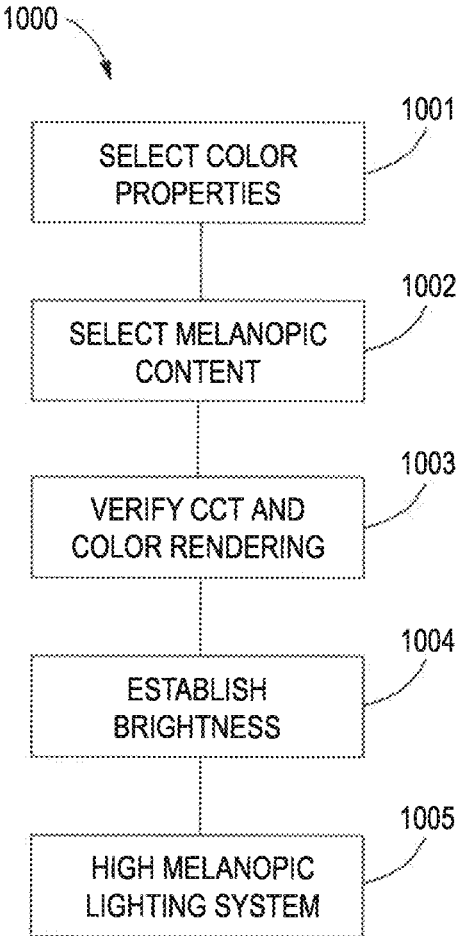 1000
1001
SELECT COLOR
PROPERTIES
1002
SELECT MELANOPIC
CONTENT
1003
VERIFY CCT AND
COLOR RENDERING
1004
ESTABLISH
BRIGHTNESS
1005
HIGH MELANOPIC
LIGHTING SYSTEM